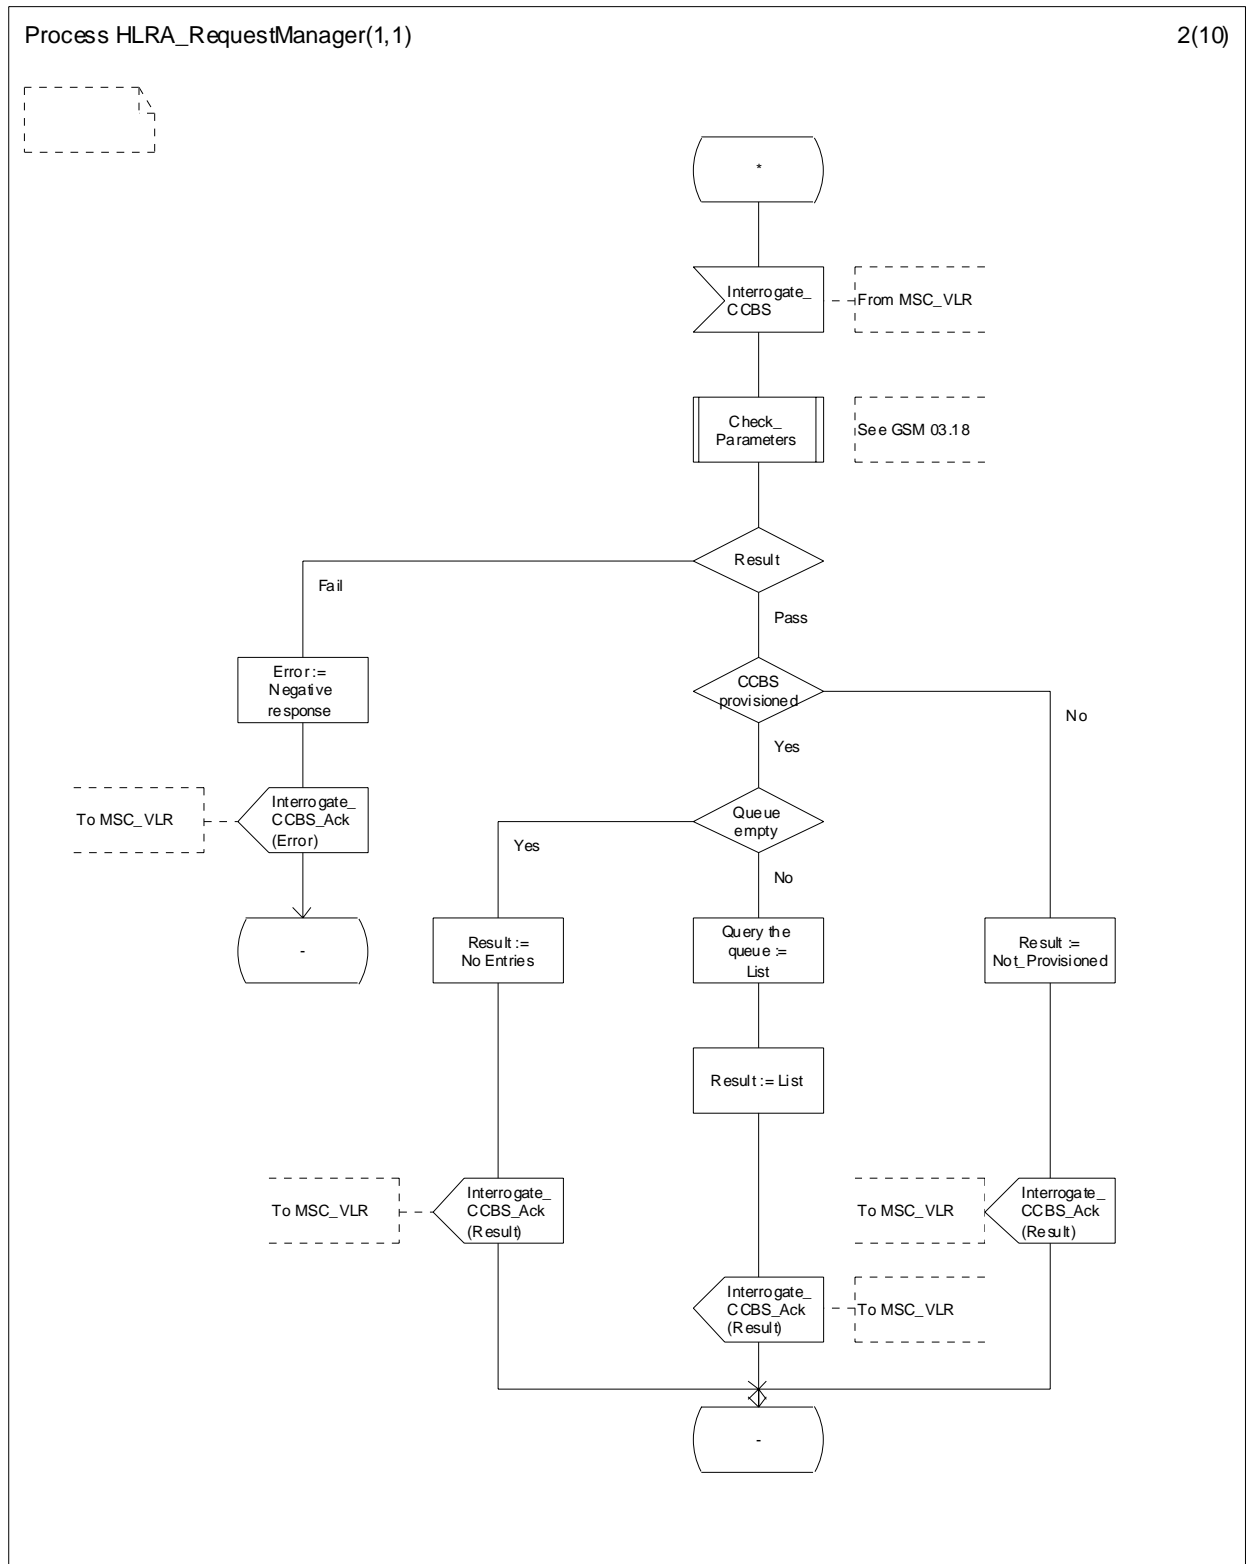 Process HLRA_RequestManager(1,1)
2(10)
*
Interrogate_
CCBS
From MSC_VLR
Check_
Parameters
See GSM 03.18
Result
Fail
Pass
Error :=
Negative
response
CCBS
provisioned
No
Yes
To MSC_VLR
Interrogate_
CCBS_Ack
(Error)
Queue
empty
Yes
No
-
Result :=
No Entries
Query the
queue :=
List
Result :=
Not_Provisioned
Result := List
To MSC_VLR
Interrogate_
CCBS_Ack
(Result)
To MSC_VLR
Interrogate_
CCBS_Ack
(Result)
Interrogate_
CCBS_Ack
(Result)
To MSC_VLR
-